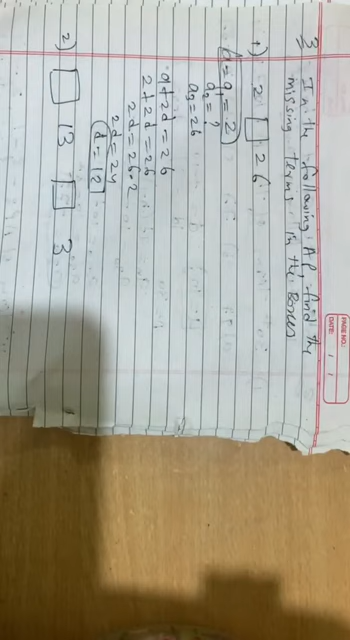 PAGE NO.:
DATE: / /
3 In the following AP find the
missing terms in the Boxes
1) 2 □ 26
a = a₁ = 2
a₂ = ?
a₃ = 26
a+2d = 26
2+2d = 26
2d = 26-2
2d = 24
d = 12
2) □ 13 □ 3